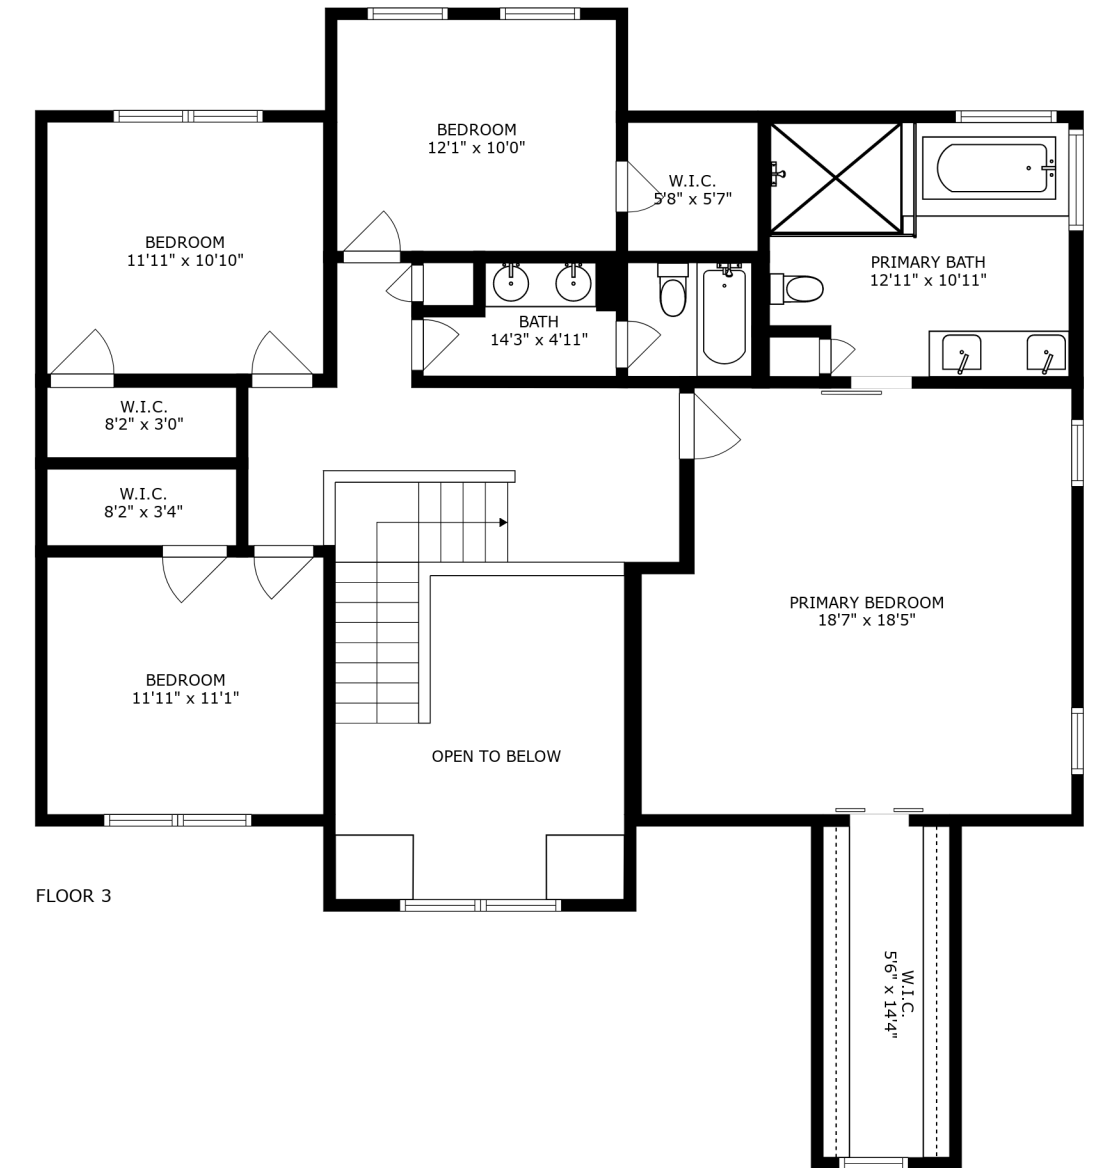 BEDROOM
12'1" x 10'0"
W.I.C.
5'8" x 5'7"
BEDROOM
11'11" x 10'10"
PRIMARY BATH
12'11" x 10'11"
BATH
14'3" x 4'11"
W.I.C.
8'2" x 3'0"
W.I.C.
8'2" x 3'4"
PRIMARY BEDROOM
18'7" x 18'5"
BEDROOM
11'11" x 11'1"
OPEN TO BELOW
FLOOR 3
W.I.C.
5'6" x 14'4"